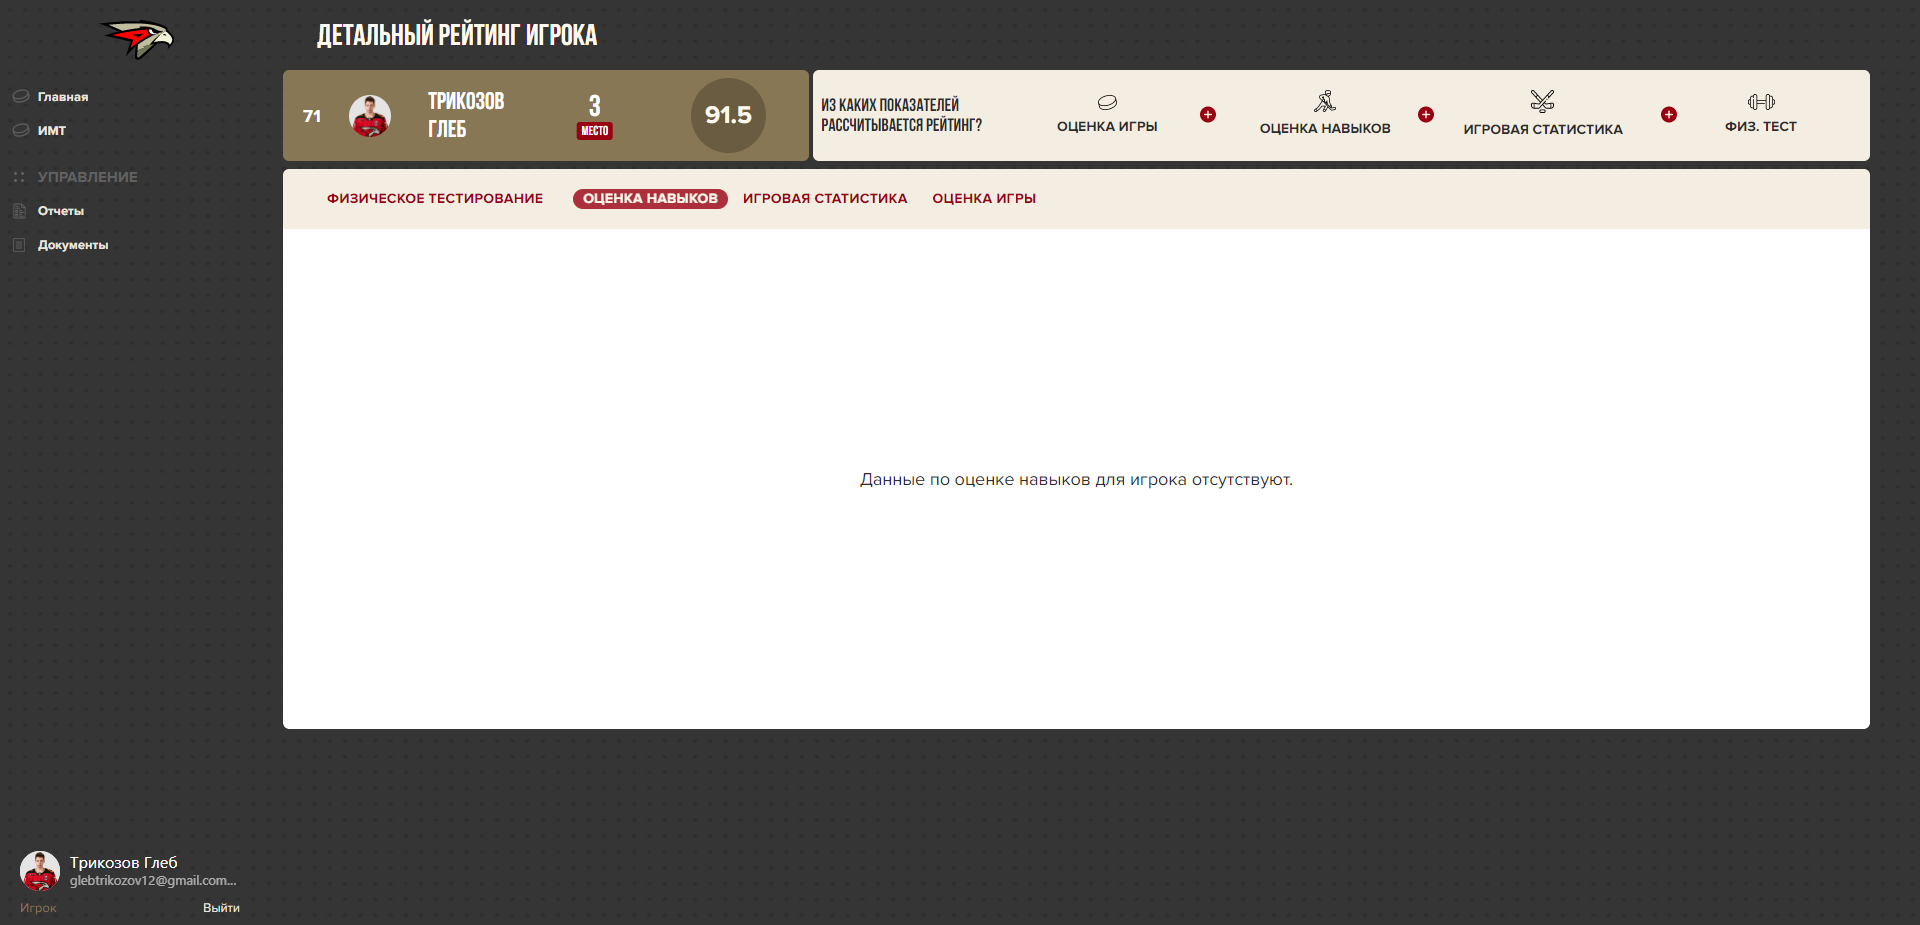 ДЕТАЛЬНЫЙ РЕЙТИНГ ИГРОКА
Главная
ИМТ
УПРАВЛЕНИЕ
Отчеты
Документы
71
ТРИКОЗОВ
ГЛЕБ
3
МЕСТО
91.5
ИЗ КАКИХ ПОКАЗАТЕЛЕЙ
РАССЧИТЫВАЕТСЯ РЕЙТИНГ?
ОЦЕНКА ИГРЫ
ОЦЕНКА НАВЫКОВ
ИГРОВАЯ СТАТИСТИКА
ФИЗ. ТЕСТ
ФИЗИЧЕСКОЕ ТЕСТИРОВАНИЕ
ОЦЕНКА НАВЫКОВ
ИГРОВАЯ СТАТИСТИКА
ОЦЕНКА ИГРЫ
Данные по оценке навыков для игрока отсутствуют.
Трикозов Глеб
glebtrikozov12@gmail.com...
Игрок
Выйти